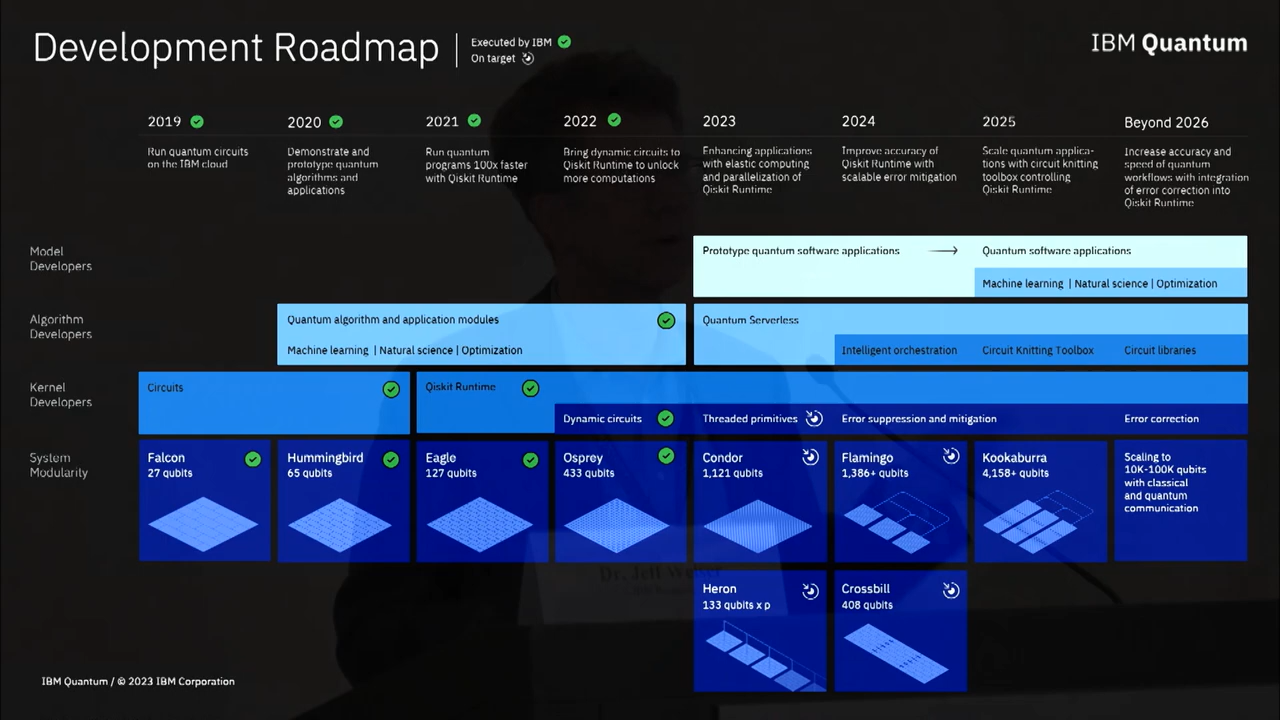 Development Roadmap
Executed by IBM
On target
IBM Quantum
2019
2020
2021
2022
2023
2024
2025
Beyond 2026
Run quantum circuits
on the IBM cloud
Demonstrate and
prototype quantum
algorithms and
applications
Run quantum
programs 100x faster
with Qiskit Runtime
Bring dynamic circuits to
Qiskit Runtime to unlock
more computations
Enhancing applications
with elastic computing
and parallelization of
Qiskit Runtime
Improve accuracy of
Qiskit Runtime with
scalable error mitigation
Scale quantum applica-
tions with circuit knitting
toolbox controlling
Qiskit Runtime
Increase accuracy and
speed of quantum
workflows with integration
of error correction into
Qiskit Runtime
Model
Developers
Prototype quantum software applications →
Quantum software applications
Machine learning | Natural science | Optimization
Algorithm
Developers
Quantum algorithm and application modules
Machine learning | Natural science | Optimization
Quantum Serverless
Intelligent orchestration
Circuit Knitting Toolbox
Circuit libraries
Kernel
Developers
Circuits
Qiskit Runtime
Dynamic circuits
Threaded primitives
Error suppression and mitigation
Error correction
System
Modularity
Falcon
27 qubits
Hummingbird
65 qubits
Eagle
127 qubits
Osprey
433 qubits
Condor
1,121 qubits
Flamingo
1,386+ qubits
Kookaburra
4,158+ qubits
Scaling to
10K-100K qubits
with classical
and quantum
communication
Heron
133 qubits x p
Crossbill
408 qubits
Dr. Jeff
IBM Quantum / © 2023 IBM Corporation